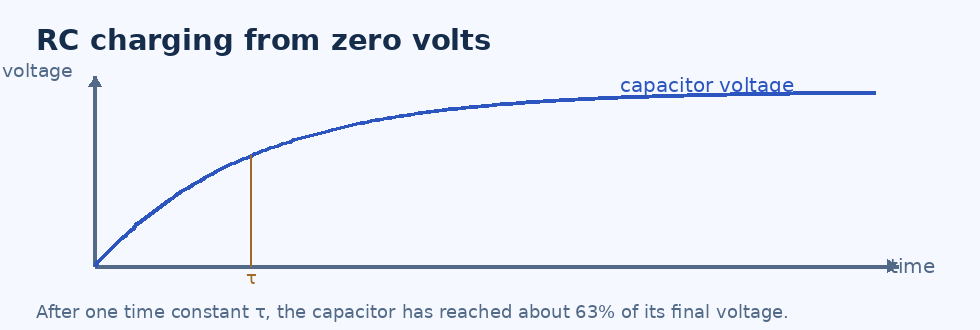 RC charging from zero volts
voltage
capacitor voltage
time
τ
After one time constant τ, the capacitor has reached about 63% of its final voltage.